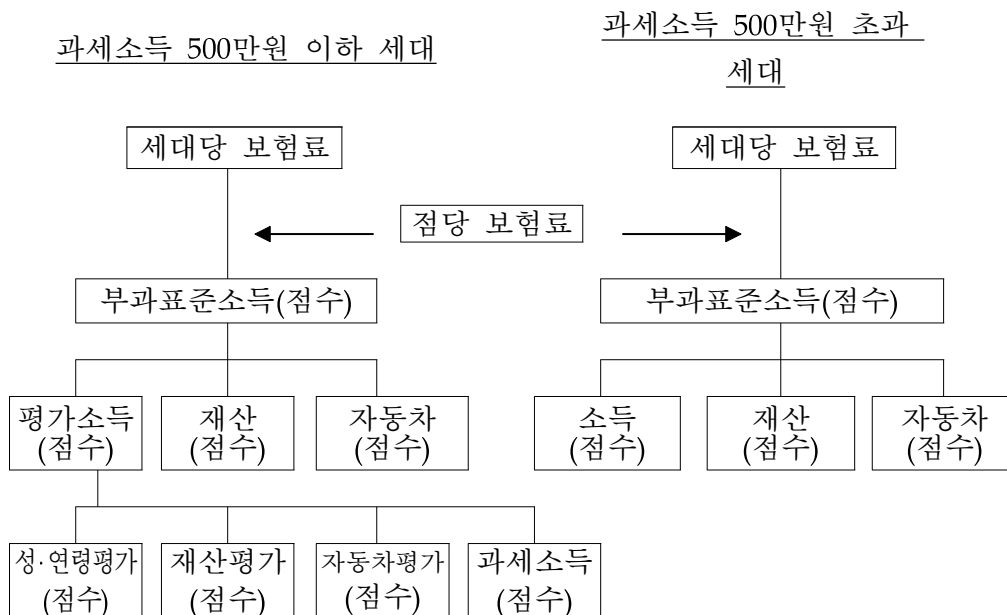 과세소득 500만원 이하 세대
과세소득 500만원 초과
세대
세대당 보험료
세대당 보험료
점당 보험료
부과표준소득(점수)
부과표준소득(점수)
평가소득
(점수)
재산
(점수)
자동차
(점수)
소득
(점수)
재산
(점수)
자동차
(점수)
성·연령평가
(점수)
재산평가
(점수)
자동차평가
(점수)
과세소득
(점수)